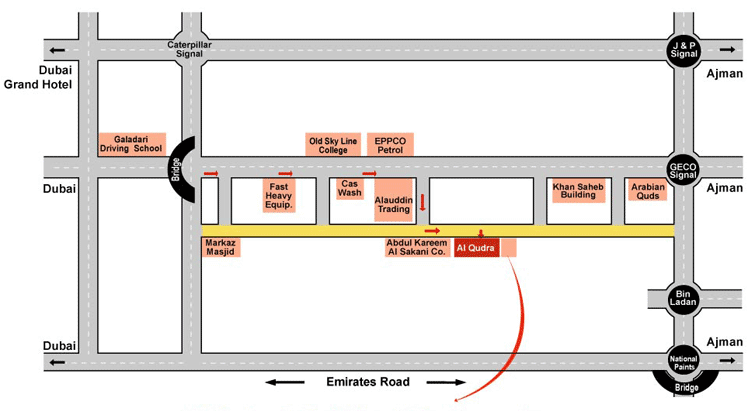 Caterpillar
Signal
J & P
Signal
Dubai
Grand Hotel
Ajman
Galadari
Driving School
Old Sky Line
College
EPPCO
Petrol
Bridge
GECO
Signal
Dubai
Fast
Heavy
Equip.
Cas
Wash
Alauddin
Trading
Khan Saheb
Building
Arabian
Quds
Ajman
Markaz
Masjid
Abdul Kareem
Al Sakani Co.
Al Qudra
Bin
Ladan
Dubai
Ajman
National
Paints
Bridge
Emirates Road